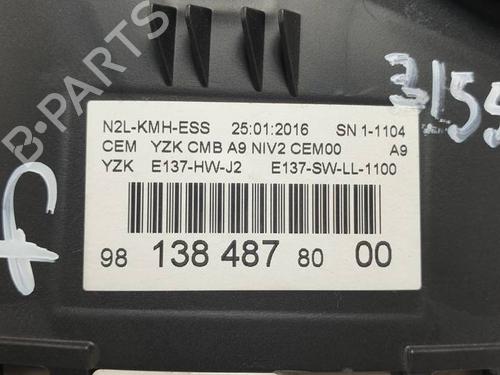 B-PARTS
3155
N2L-KMH-ESS 25:01:2016 SN 1-1104
CEM YZK CMB A9 NIV2 CEM00 A9
YZK E137-HW-J2 E137-SW-LL-1100
98 138 487 80 00